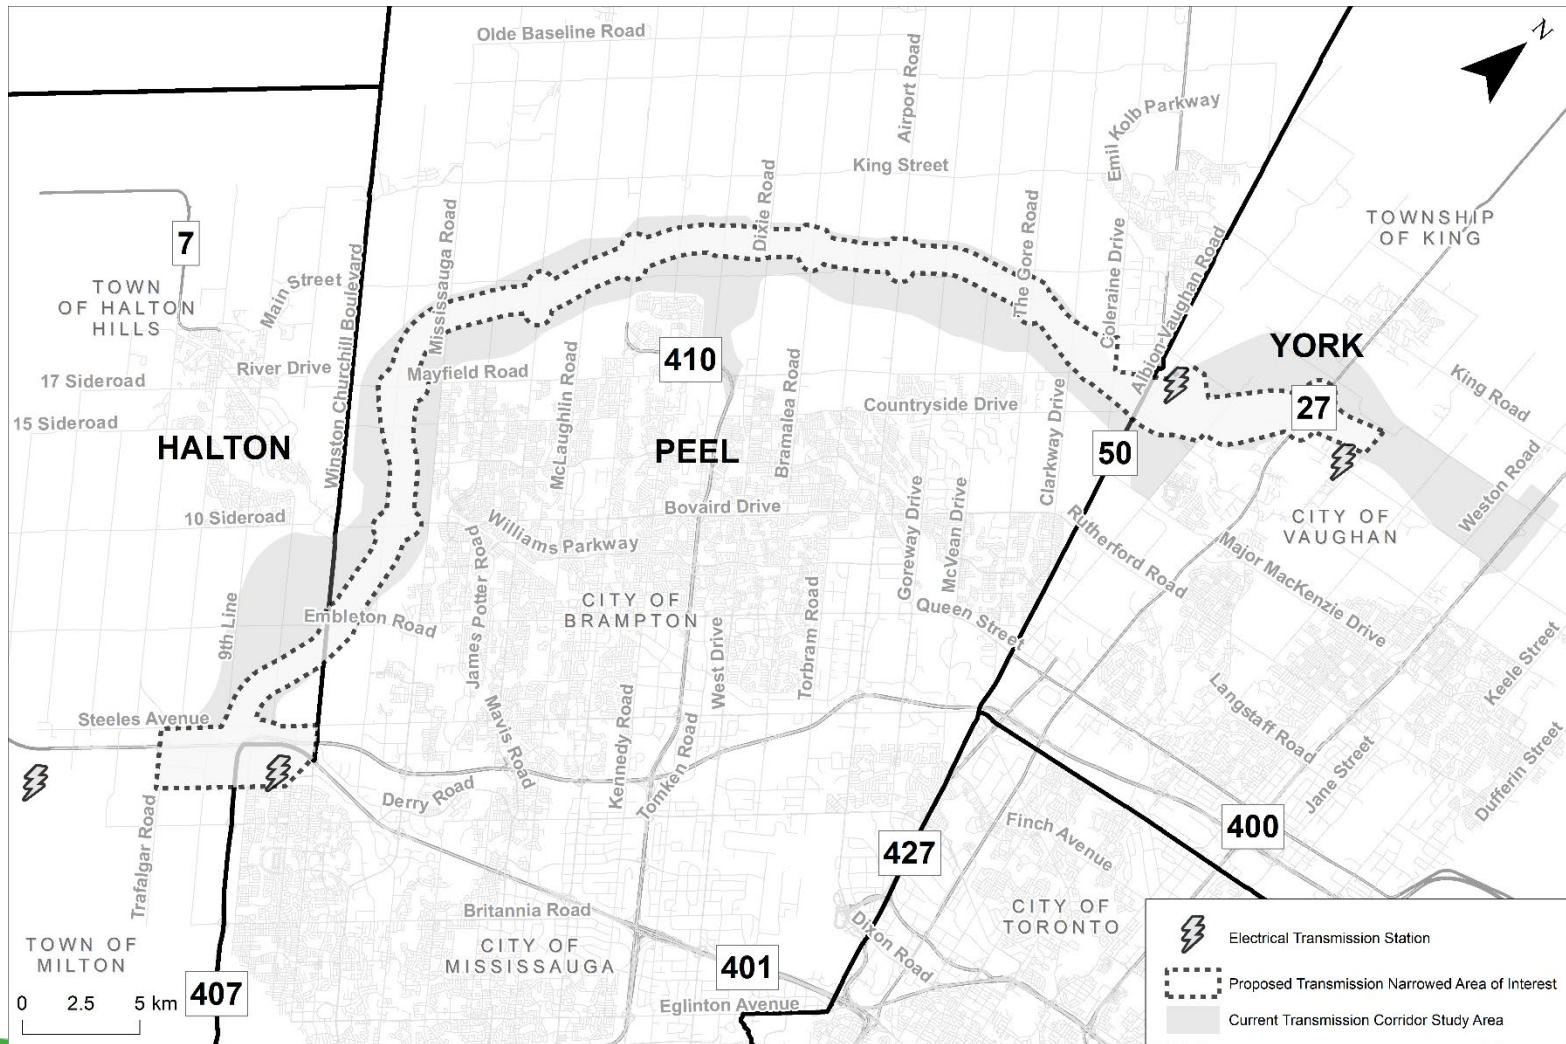 N
Olde Baseline Road
Airport Road
Emil Kolb Parkway
King Street
7
TOWN
OF HALTON
HILLS
Main Street
Winston Churchill Boulevard
Mississauga Road
Dixie Road
The Gore Road
Coleraine Drive
Albion-Vaughan Road
TOWNSHIP
OF KING
17 Sideroad
River Drive
Mayfield Road
410
YORK
King Road
15 Sideroad
McLaughlin Road
Bramalea Road
Countryside Drive
Clarkway Drive
27
HALTON
PEEL
50
Weston Road
10 Sideroad
Williams Parkway
Bovaird Drive
Goreway Drive
McVean Drive
Rutherford Road
CITY OF
VAUGHAN
Major MacKenzie Drive
9th Line
Embleton Road
James Potter Road
CITY OF
BRAMPTON
West Drive
Torbram Road
Queen Street
Keele Street
Steeles Avenue
Mavis Road
Kennedy Road
Tomken Road
Langstaff Road
Jane Street
Dufferin Street
Trafalgar Road
Derry Road
427
Finch Avenue
400
Britannia Road
Dixon Road
CITY OF
TORONTO
TOWN OF
MILTON
CITY OF
MISSISSAUGA
401
407
Eglinton Avenue
0 2.5 5 km
Electrical Transmission Station
Proposed Transmission Narrowed Area of Interest
Current Transmission Corridor Study Area